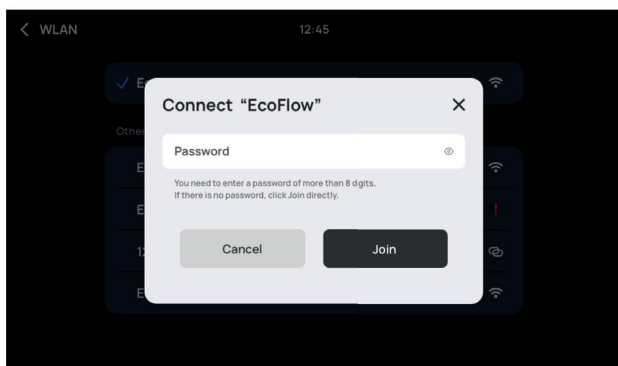 WLAN
12:45
Connect “EcoFlow”
Password
You need to enter a password of more than 8 dgits.
If there is no password, click Join directly.
Cancel
Join